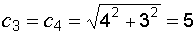 c₃ = c₄ = √4² + 3² = 5